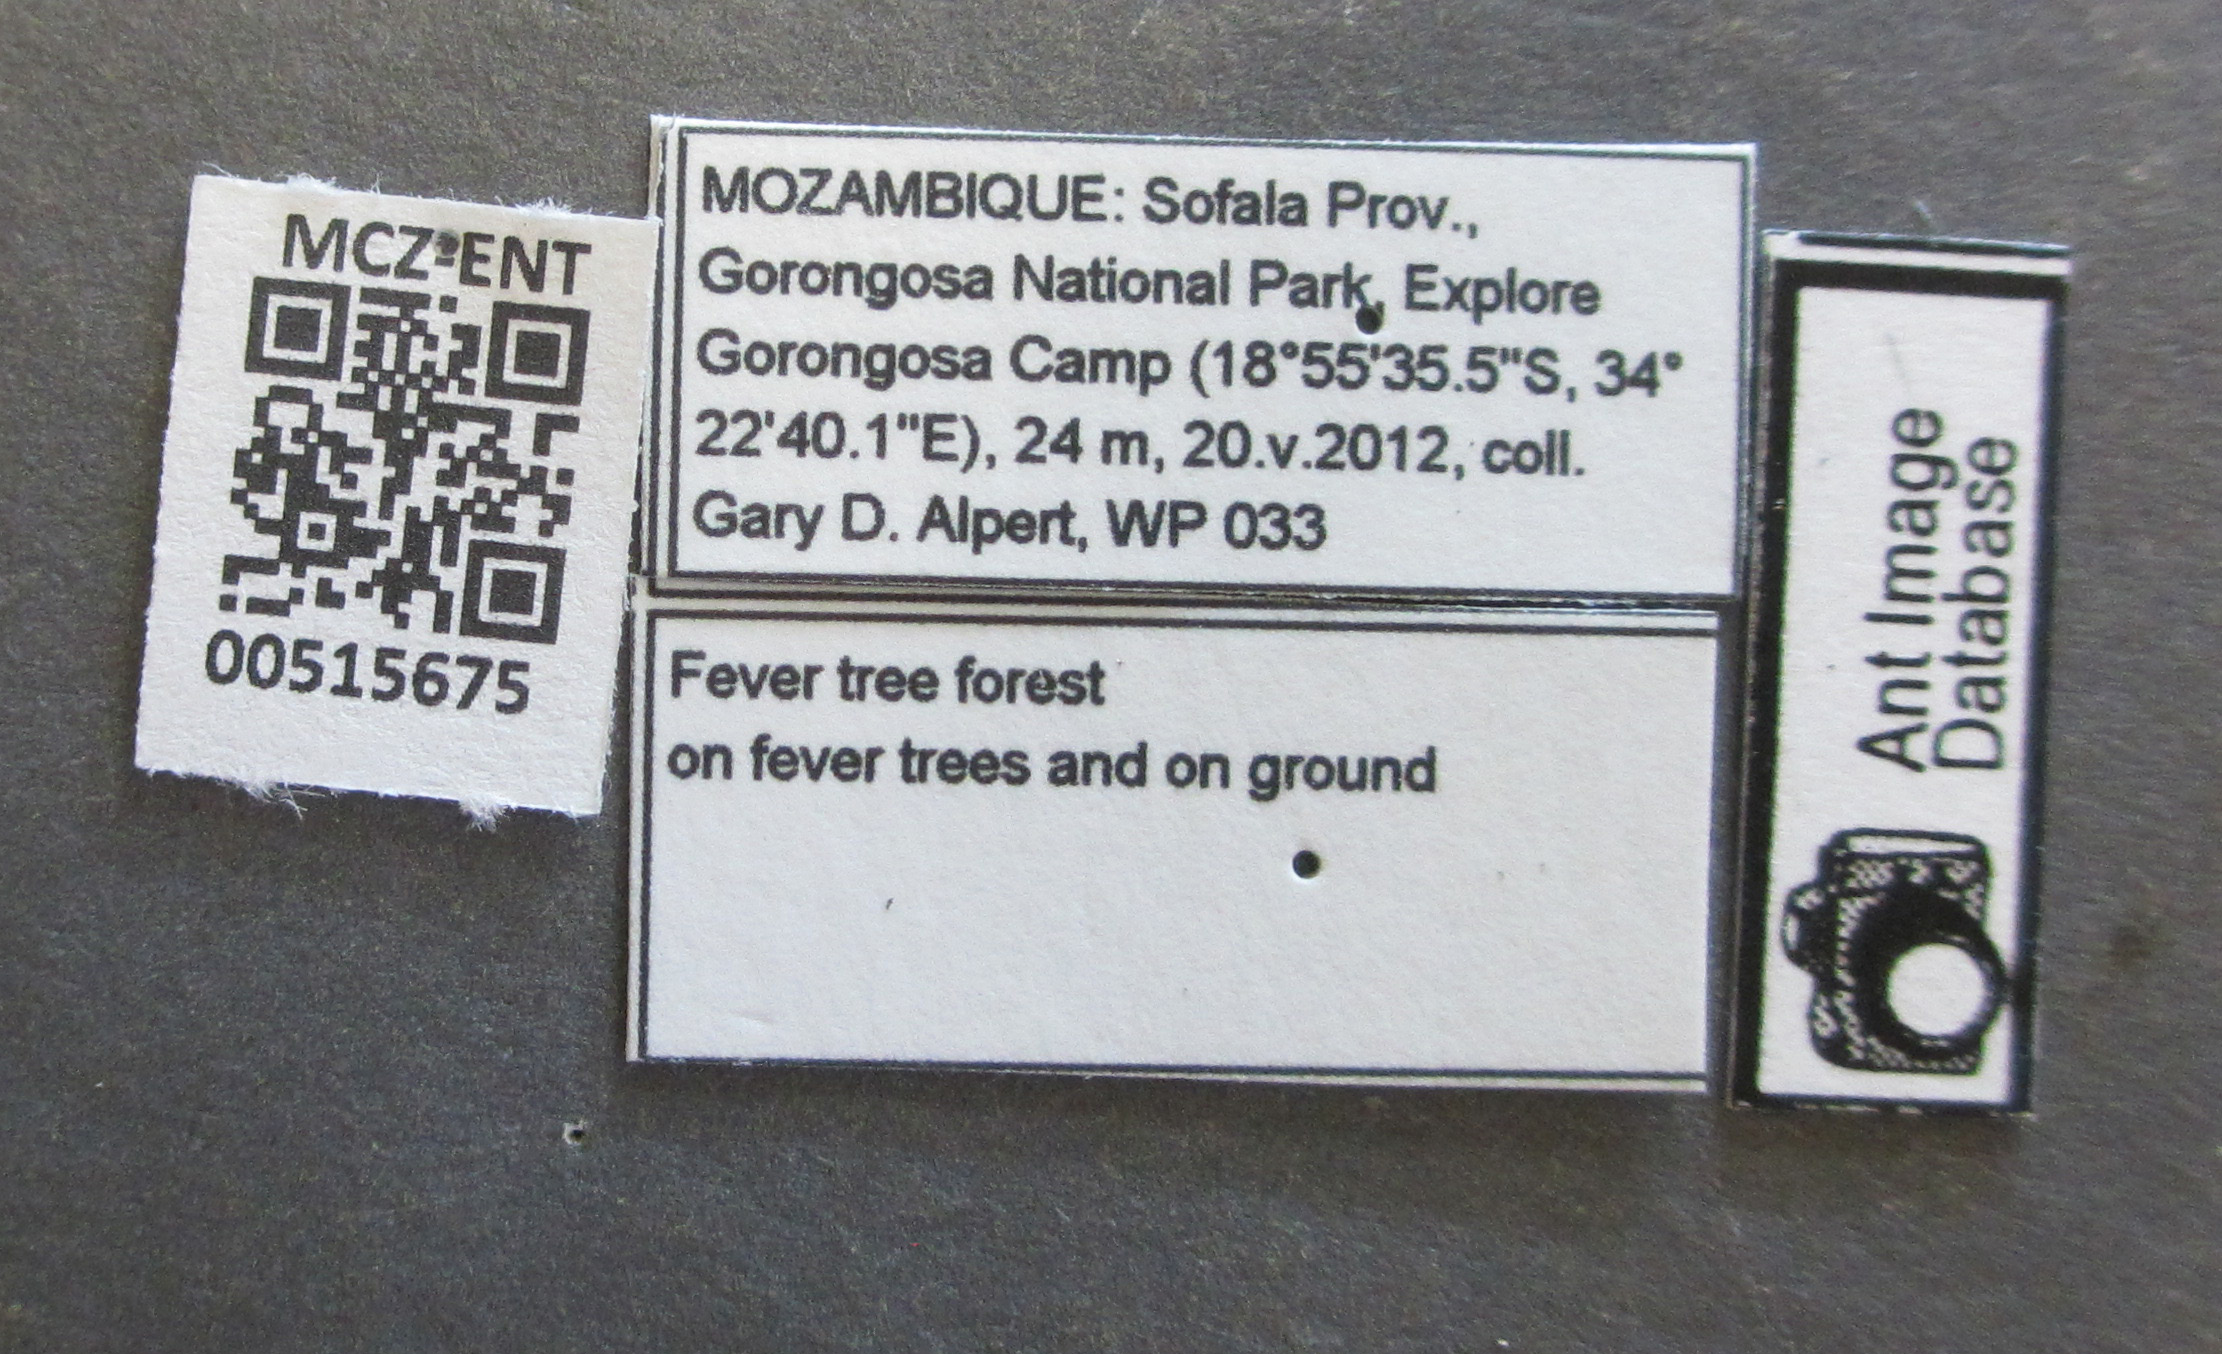 MCZ-ENT
00515675
MOZAMBIQUE: Sofala Prov.,
Gorongosa National Park, Explore
Gorongosa Camp (18°55'35.5"S, 34°
22'40.1"E), 24 m, 20.v.2012, coll.
Gary D. Alpert, WP 033
Fever tree forest
on fever trees and on ground
Ant Image
Database